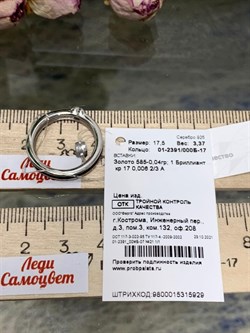 Серебро 925
Размер: 17,5 Вес: 3,37
Кольцо: 01-2391/000Б-17
ВСТАВКИ:
Золото 585-0,04гр; 1 Бриллиант
кр 17 0,006 2/3 А
Цена изд
ОТК ТРОЙНОЙ КОНТРОЛЬ
КАЧЕСТВА
г.Кострома, Инженерный пер.,
д.3, пом.3, ком.132, оф.208
Проверить подлинность изделия
www.probpalata.ru
ШТРИХКОД:9800015315929
Леди
Самоцвет
Леди
Самоцвет